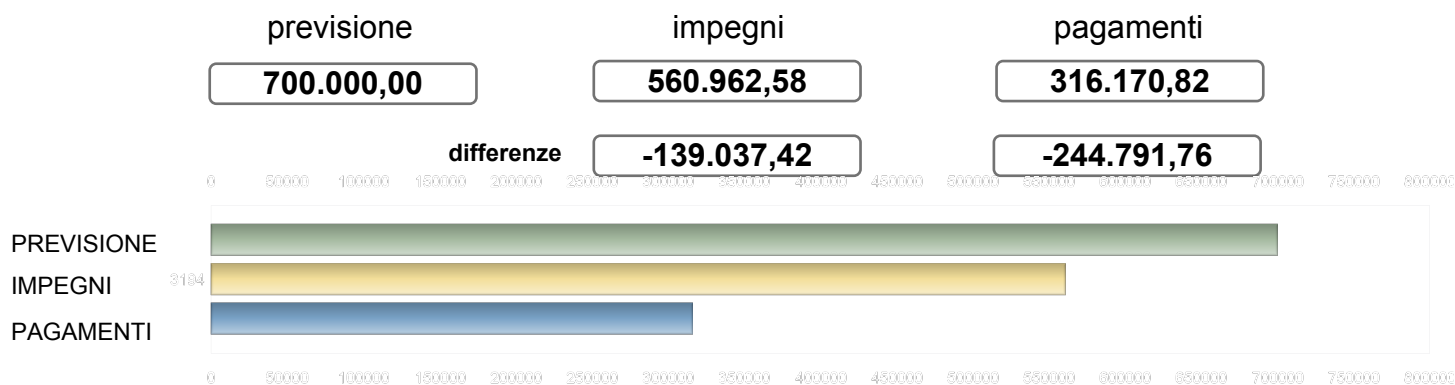 previsione impegni pagamenti
700.000,00 560.962,58 316.170,82
differenze -139.037,42 -244.791,76
0 50000 100000 150000 200000 250000 300000 350000 400000 450000 500000 550000 600000 650000 700000 750000 800000
PREVISIONE
3194
IMPEGNI
PAGAMENTI
0 50000 100000 150000 200000 250000 300000 350000 400000 450000 500000 550000 600000 650000 700000 750000 800000